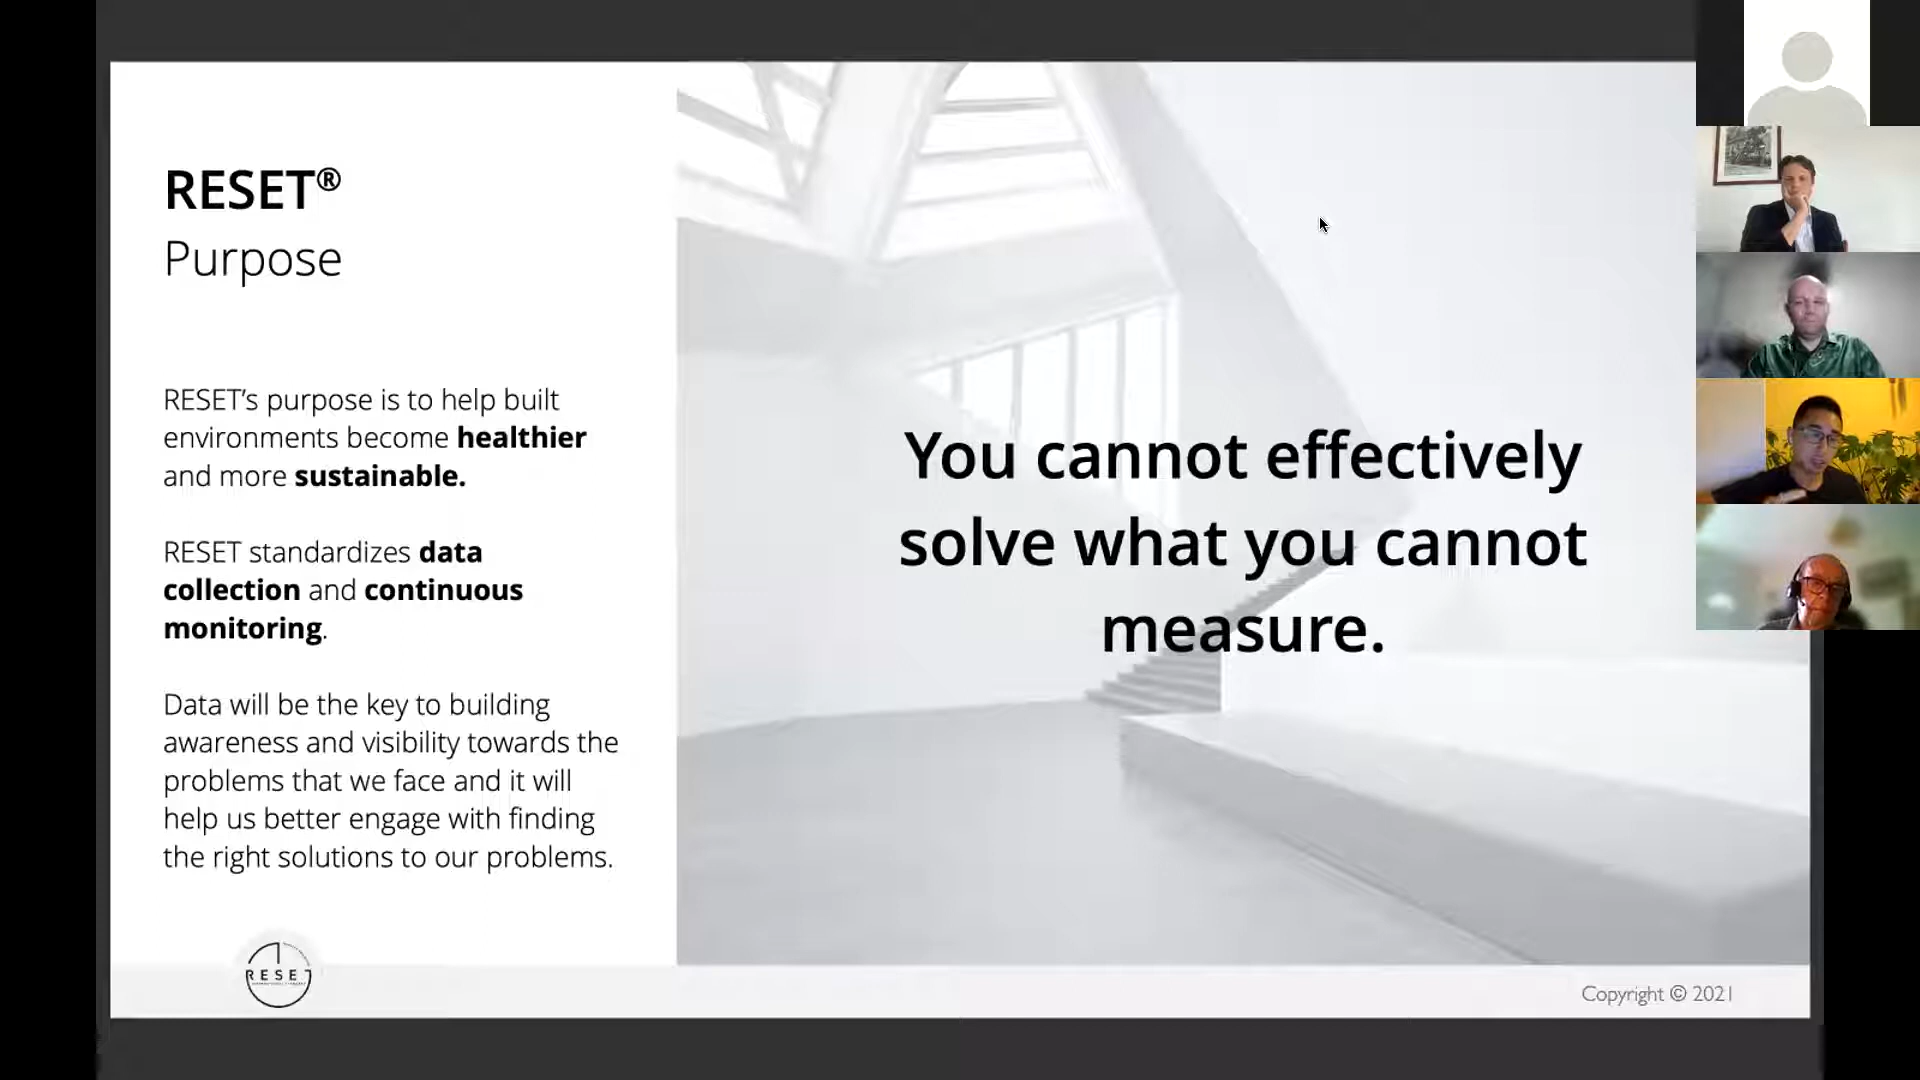 RESET®
Purpose
RESET’s purpose is to help built
environments become healthier
and more sustainable.
RESET standardizes data
collection and continuous
monitoring.
Data will be the key to building
awareness and visibility towards the
problems that we face and it will
help us better engage with finding
the right solutions to our problems.
You cannot effectively
solve what you cannot
measure.
RESET
Copyright © 2021